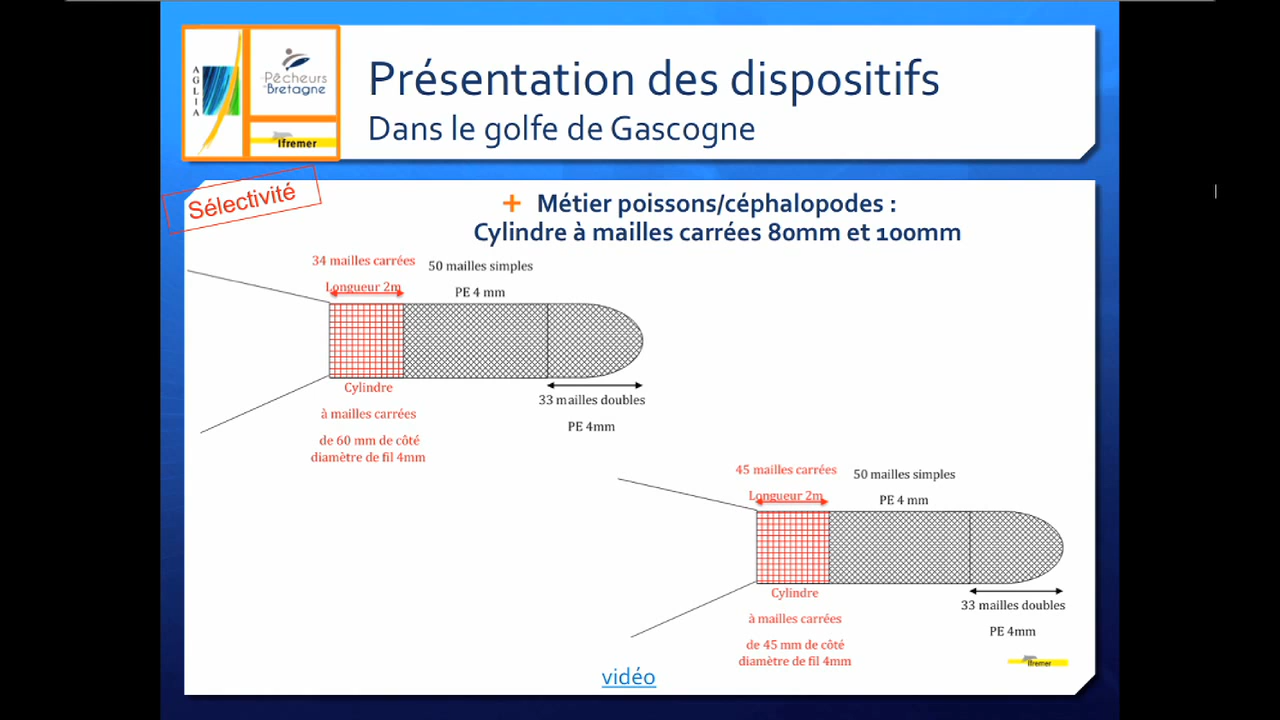 AGLIA
Pêcheurs
de Bretagne
Ifremer
Présentation des dispositifs
Dans le golfe de Gascogne
Sélectivité
+ Métier poissons/céphalopodes :
Cylindre à mailles carrées 80mm et 100mm
34 mailles carrées
Longueur 2m
50 mailles simples
PE 4 mm
Cylindre
à mailles carrées
de 60 mm de côté
diamètre de fil 4mm
33 mailles doubles
PE 4mm
45 mailles carrées
Longueur 2m
50 mailles simples
PE 4 mm
Cylindre
à mailles carrées
de 45 mm de côté
diamètre de fil 4mm
33 mailles doubles
PE 4mm
Ifremer
vidéo